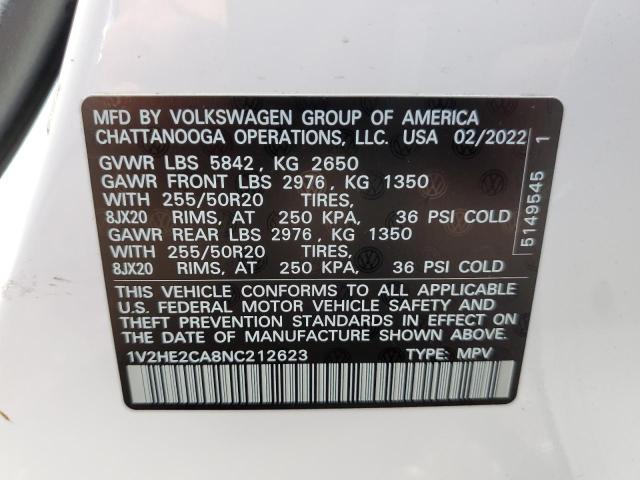 MFD BY VOLKSWAGEN GROUP OF AMERICA
CHATTANOOGA OPERATIONS, LLC. USA 02/2022
GVWR LBS 5842, KG 2650
GAWR FRONT LBS 2976, KG 1350
WITH 255/50R20 TIRES,
8JX20 RIMS, AT 250 KPA, 36 PSI COLD
GAWR REAR LBS 2976, KG 1350
WITH 255/50R20 TIRES,
8JX20 RIMS, AT 250 KPA, 36 PSI COLD
THIS VEHICLE CONFORMS TO ALL APPLICABLE
U.S. FEDERAL MOTOR VEHICLE SAFETY AND
THEFT PREVENTION STANDARDS IN EFFECT ON
THE DATE OF MANUFACTURE SHOWN ABOVE.
1V2HE2CA8NC212623 TYPE: MPV
5149545 1